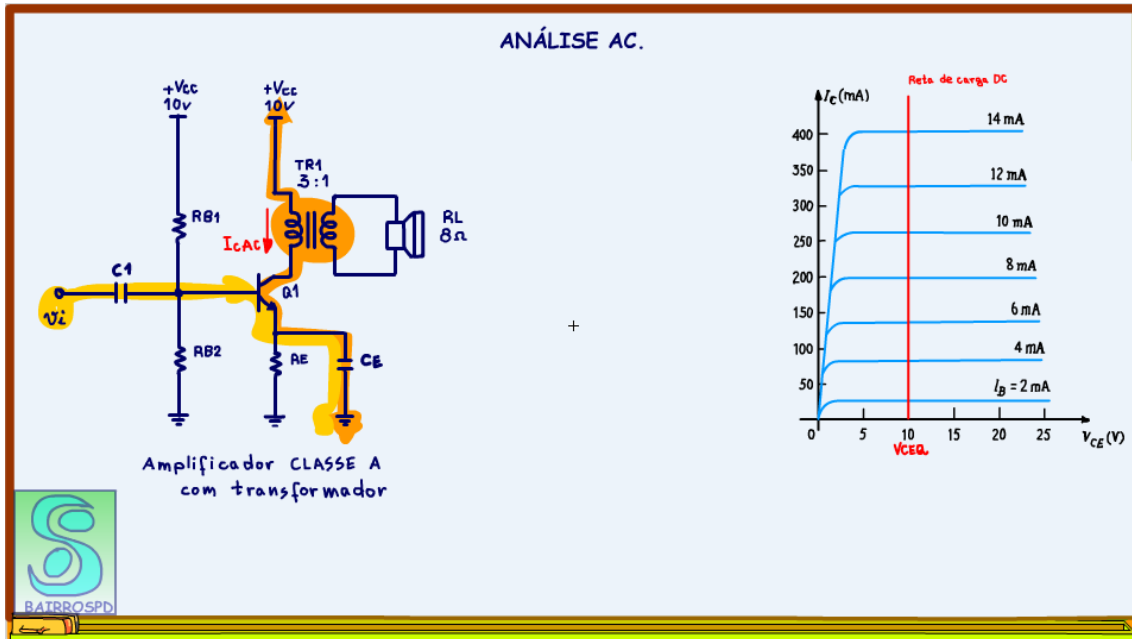 ANÁLISE AC.
+VCC
10V
+VCC
10V
TR1
3:1
RB1
ICAC
RL
8Ω
C1
Q1
vi
RB2
RE
CE
Amplificador CLASSE A
com transformador
BAIRROSPD
Reta de carga DC
IC (mA)
14 mA
400
350
12 mA
300
10 mA
250
8 mA
200
150
6 mA
100
4 mA
50
IB = 2 mA
0 5 10 15 20 25 VCE (V)
VCEQ